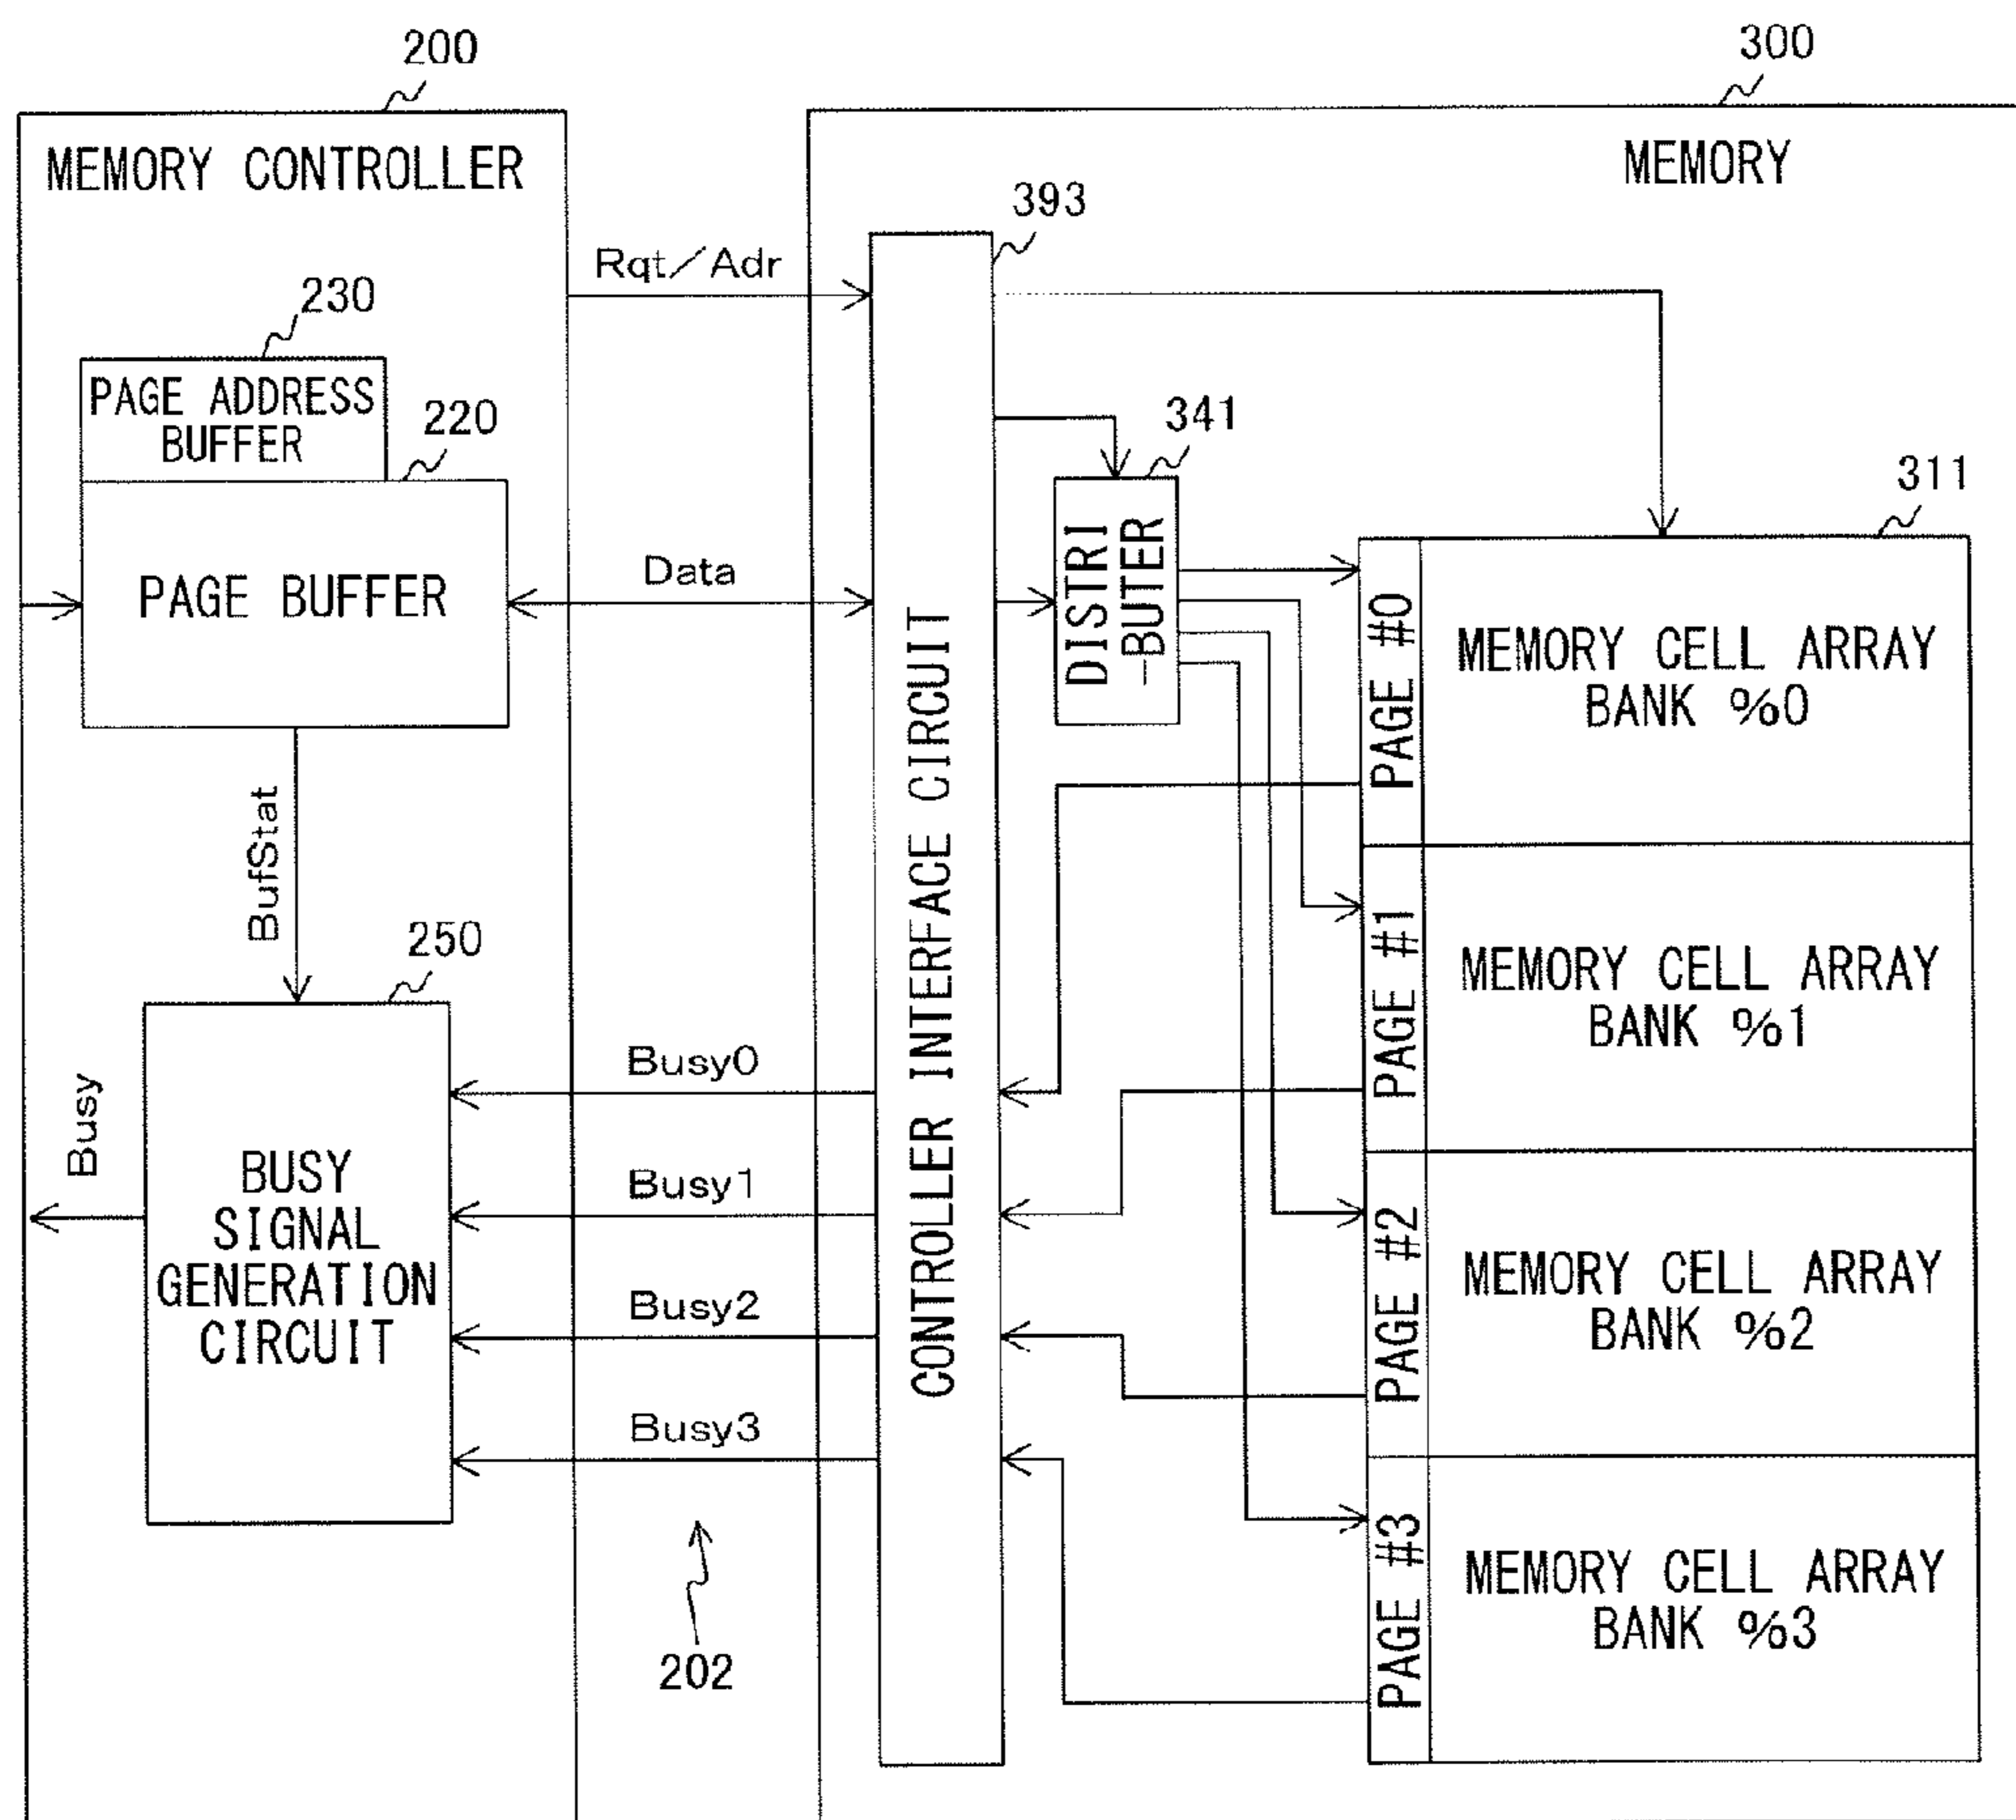 200
300
MEMORY CONTROLLER
MEMORY
393
Rqt/Adr
230
PAGE ADDRESS
BUFFER
220
341
311
PAGE BUFFER
Data
DISTRI
-BUTER
PAGE #0
MEMORY CELL ARRAY
BANK %0
CONTROLLER INTERFACE CIRCUIT
BufStat
250
PAGE #1
MEMORY CELL ARRAY
BANK %1
Busy
BUSY
SIGNAL
GENERATION
CIRCUIT
Busy0
Busy1
Busy2
Busy3
PAGE #2
MEMORY CELL ARRAY
BANK %2
PAGE #3
MEMORY CELL ARRAY
BANK %3
202